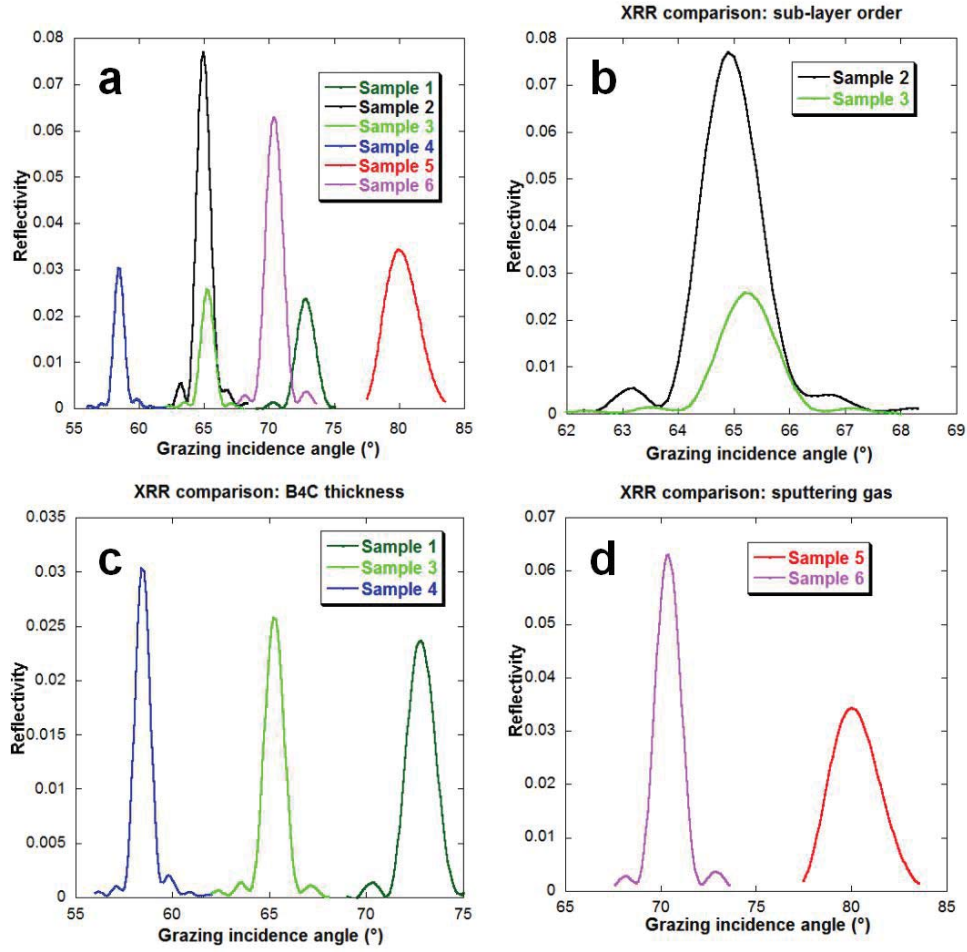 a
0.08
0.07
0.06
0.05
0.04
0.03
0.02
0.01
0
Reflectivity
55 60 65 70 75 80 85
Grazing incidence angle (°)
Sample 1
Sample 2
Sample 3
Sample 4
Sample 5
Sample 6
XRR comparison: sub-layer order
b
0.08
0.07
0.06
0.05
0.04
0.03
0.02
0.01
0
Reflectivity
62 63 64 65 66 67 68 69
Grazing incidence angle (°)
Sample 2
Sample 3
XRR comparison: B4C thickness
c
0.035
0.03
0.025
0.02
0.015
0.01
0.005
0
Reflectivity
55 60 65 70 75
Grazing incidence angle (°)
Sample 1
Sample 3
Sample 4
XRR comparison: sputtering gas
d
0.07
0.06
0.05
0.04
0.03
0.02
0.01
0
Reflectivity
65 70 75 80 85
Grazing incidence angle (°)
Sample 5
Sample 6